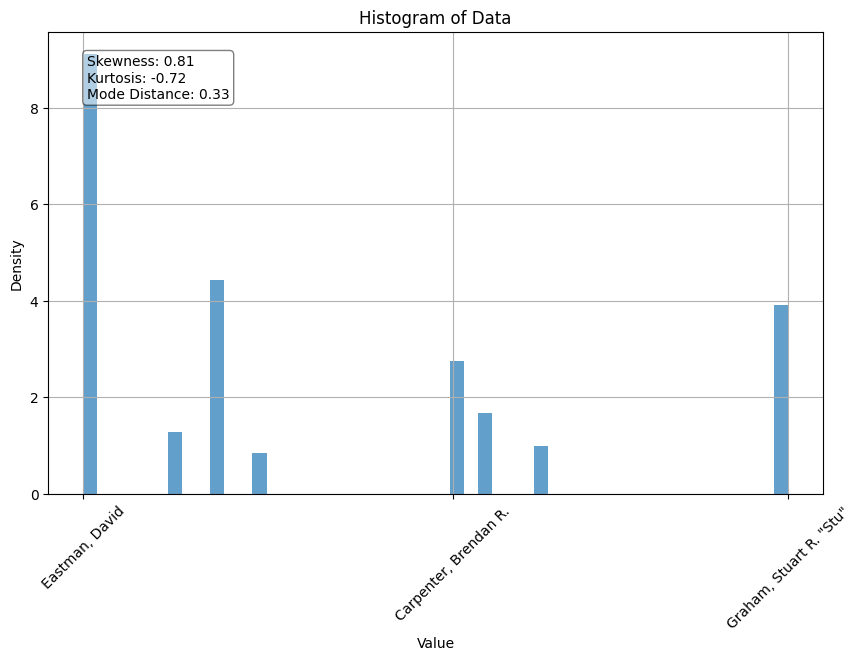 Histogram of Data
Skewness: 0.81
Kurtosis: -0.72
Mode Distance: 0.33
8
6
4
2
0
Density
Eastman, David
Carpenter, Brendan R.
Graham, Stuart R. "Stu"
Value